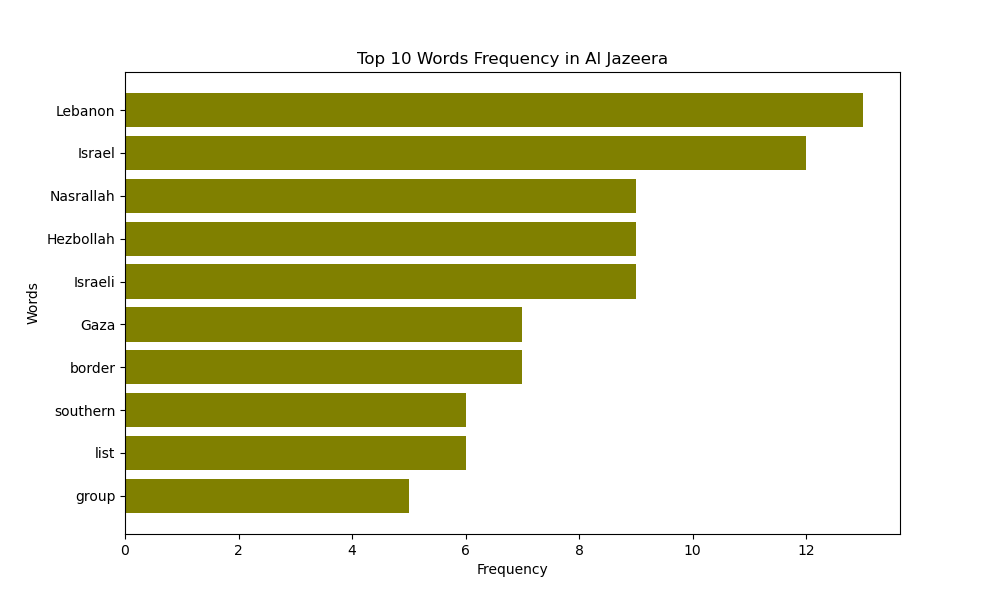 Top 10 Words Frequency in Al Jazeera
Words
Lebanon
Israel
Nasrallah
Hezbollah
Israeli
Gaza
border
southern
list
group
0 2 4 6 8 10 12
Frequency